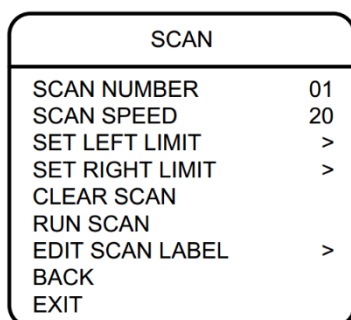 SCAN
SCAN NUMBER 01
SCAN SPEED 20
SET LEFT LIMIT >
SET RIGHT LIMIT >
CLEAR SCAN
RUN SCAN
EDIT SCAN LABEL >
BACK
EXIT